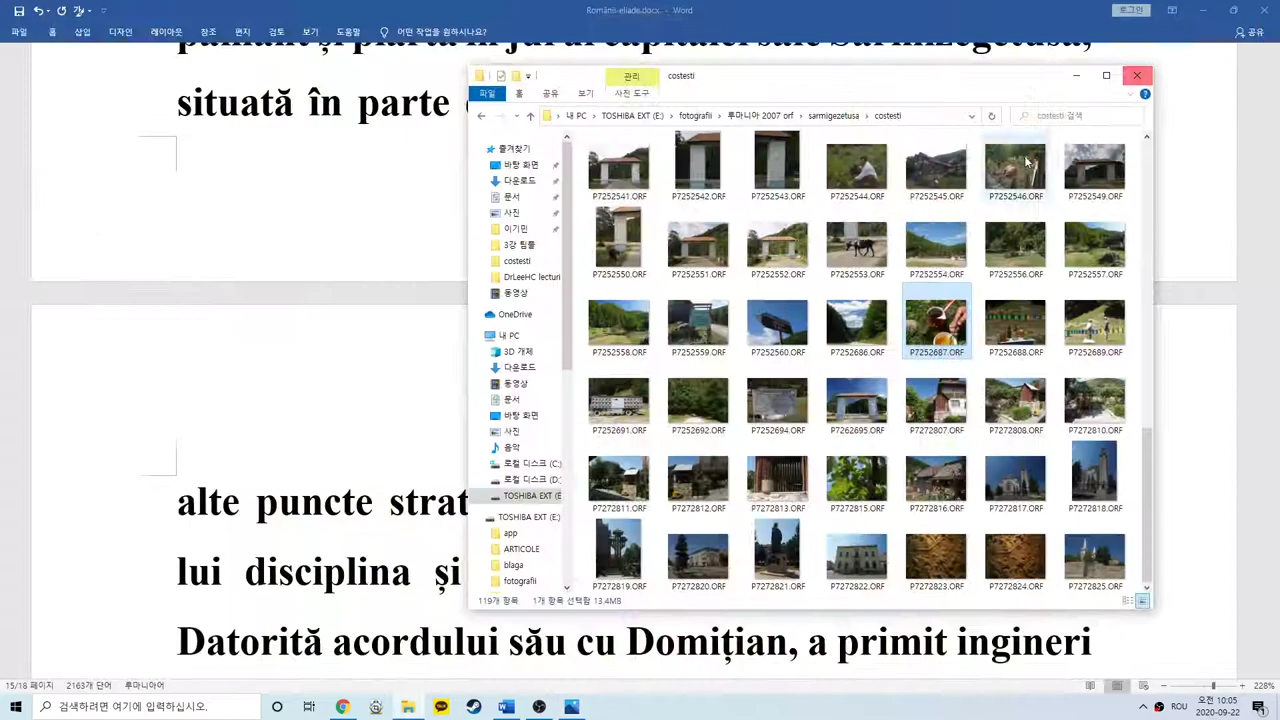 Românii-eliade.docx - Word
로그인
파일 홈 삽입 디자인 레이아웃 참조 편지 검토 보기 도움말 어떤 작업을 원하시나요? 공유
pământ și piatră în jurul capitalei sale Sarmizegetusa,
situată în parte
alte puncte strat
lui disciplina și
Datorită acordului său cu Domițian, a primit ingineri
관리 costesti
파일 홈 공유 보기 사진 도구
내 PC TOSHIBA EXT (E:) fotografii 루마니아 2007 orf sarmizegetusa costesti costesti 검색
즐겨찾기
바탕 화면
다운로드
문서
사진
이기민
3강 팀플
costesti
DrLeeHC lecturi
동영상
OneDrive
내 PC
3D 개체
다운로드
동영상
문서
바탕 화면
사진
음악
로컬 디스크 (C:)
로컬 디스크 (D:)
TOSHIBA EXT (E
TOSHIBA EXT (E:)
app
ARTICOLE
blaga
fotografii
P7252541.ORF P7252542.ORF P7252543.ORF P7252544.ORF P7252545.ORF P7252546.ORF P7252549.ORF
P7252550.ORF P7252551.ORF P7252552.ORF P7252553.ORF P7252554.ORF P7252556.ORF P7252557.ORF
P7252558.ORF P7252559.ORF P7252560.ORF P7252686.ORF P7252687.ORF P7252688.ORF P7252689.ORF
P7252691.ORF P7252692.ORF P7252694.ORF P7262695.ORF P7272807.ORF P7272808.ORF P7272810.ORF
P7272811.ORF P7272812.ORF P7272813.ORF P7272815.ORF P7272816.ORF P7272817.ORF P7272818.ORF
P7272819.ORF P7272820.ORF P7272821.ORF P7272822.ORF P7272823.ORF P7272824.ORF P7272825.ORF
119개 항목 1개 항목 선택함 13.4MB
15/18 페이지 2163개 단어 루마니아어
228%
검색하려면 여기에 입력하십시오.
ROU
오전 10:05
2020-09-22